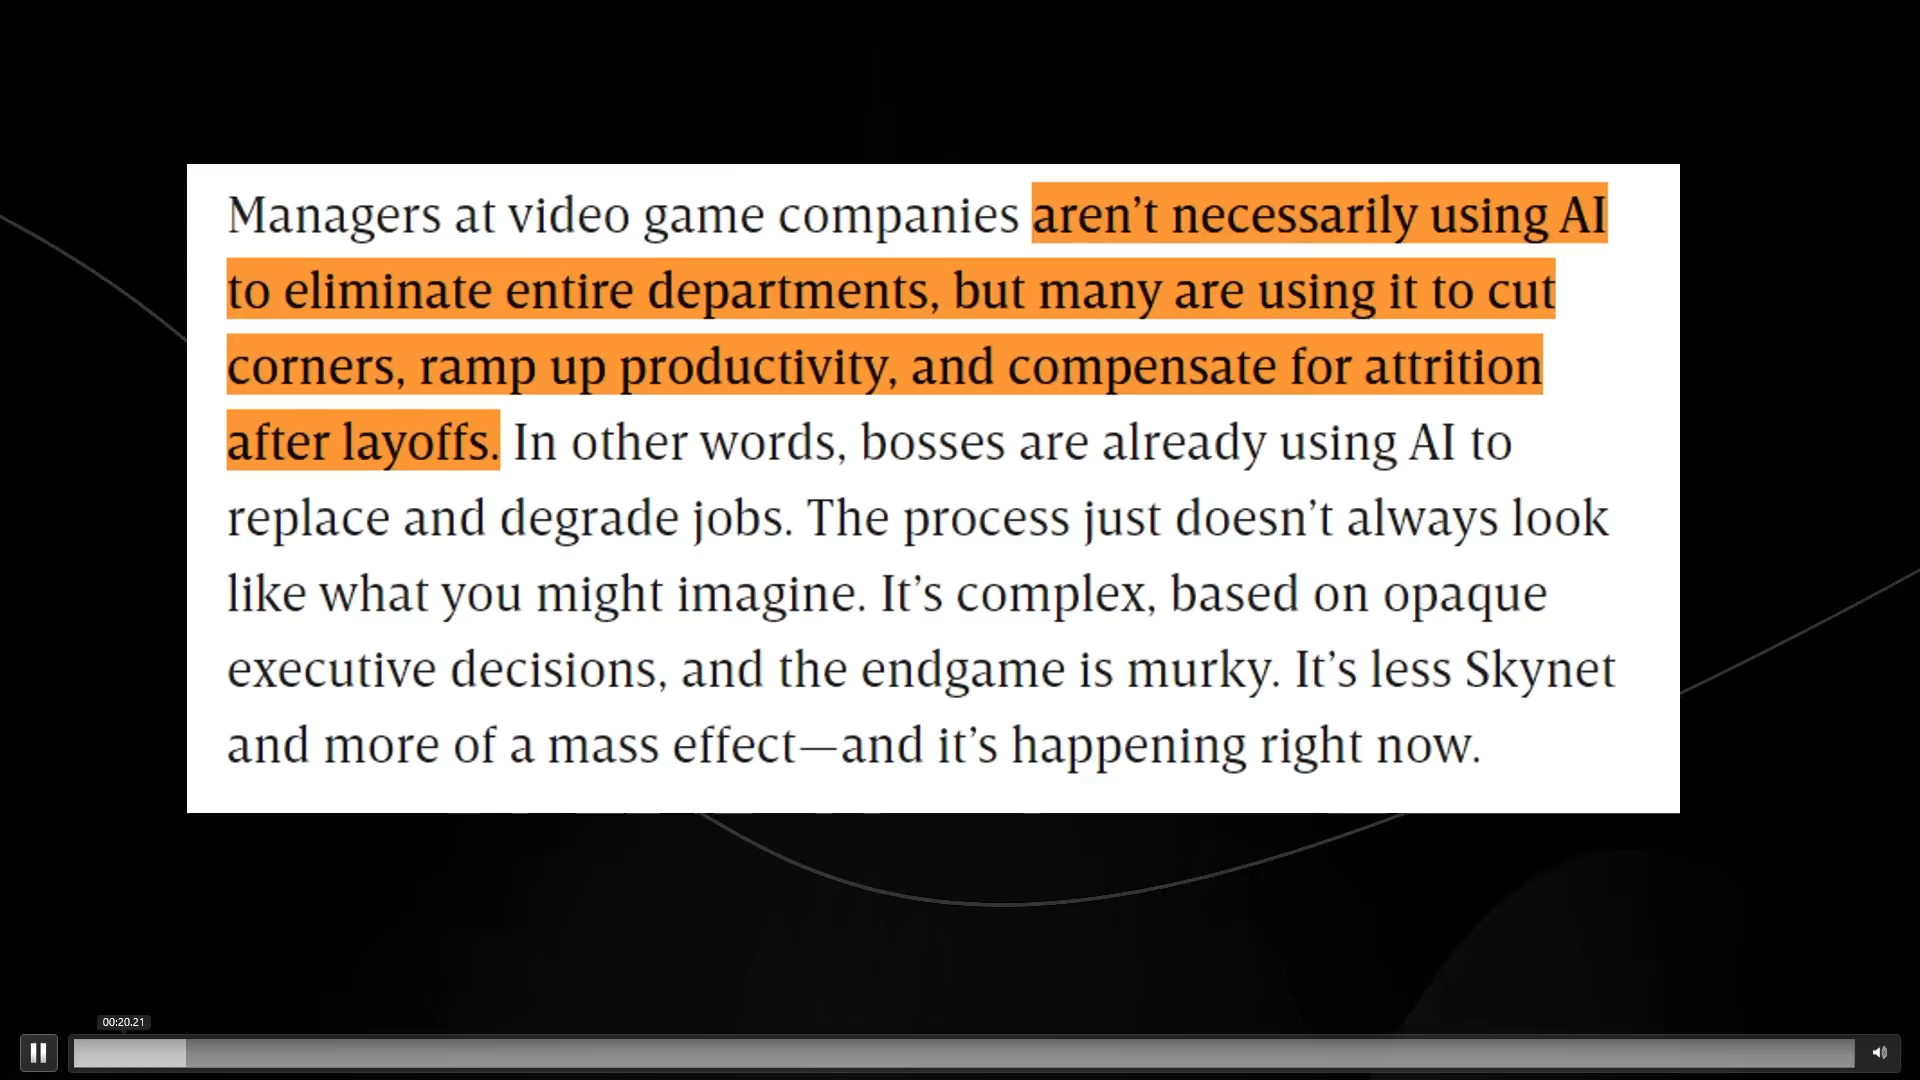 Managers at video game companies aren’t necessarily using AI
to eliminate entire departments, but many are using it to cut
corners, ramp up productivity, and compensate for attrition
after layoffs. In other words, bosses are already using AI to
replace and degrade jobs. The process just doesn’t always look
like what you might imagine. It’s complex, based on opaque
executive decisions, and the endgame is murky. It’s less Skynet
and more of a mass effect—and it’s happening right now.
00:20.21